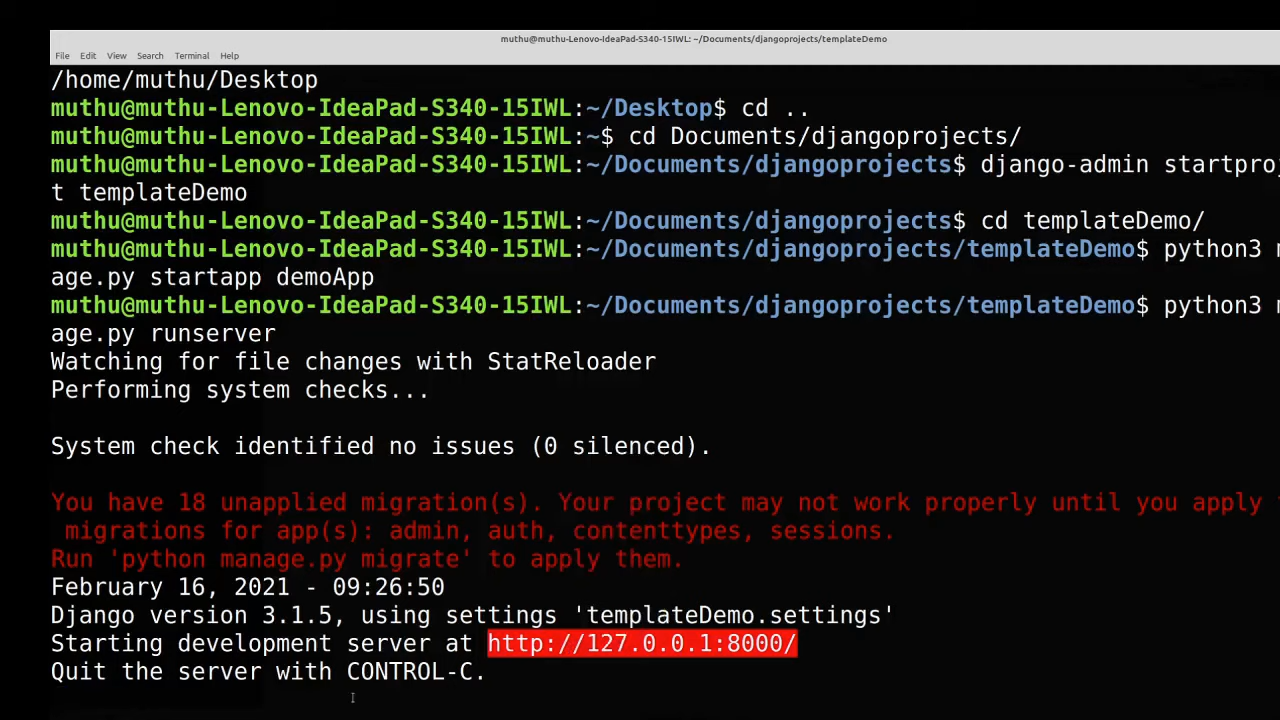 muthu@muthu-Lenovo-IdeaPad-S340-15IWL: ~/Documents/djangoprojects/templateDemo
File Edit View Search Terminal Help
/home/muthu/Desktop
muthu@muthu-Lenovo-IdeaPad-S340-15IWL:~/Desktop$ cd ..
muthu@muthu-Lenovo-IdeaPad-S340-15IWL:~$ cd Documents/djangoprojects/
muthu@muthu-Lenovo-IdeaPad-S340-15IWL:~/Documents/djangoprojects$ django-admin startproj
t templateDemo
muthu@muthu-Lenovo-IdeaPad-S340-15IWL:~/Documents/djangoprojects$ cd templateDemo/
muthu@muthu-Lenovo-IdeaPad-S340-15IWL:~/Documents/djangoprojects/templateDemo$ python3 m
age.py startapp demoApp
muthu@muthu-Lenovo-IdeaPad-S340-15IWL:~/Documents/djangoprojects/templateDemo$ python3 m
age.py runserver
Watching for file changes with StatReloader
Performing system checks...
System check identified no issues (0 silenced).
You have 18 unapplied migration(s). Your project may not work properly until you apply
migrations for app(s): admin, auth, contenttypes, sessions.
Run 'python manage.py migrate' to apply them.
February 16, 2021 - 09:26:50
Django version 3.1.5, using settings 'templateDemo.settings'
Starting development server at http://127.0.0.1:8000/
Quit the server with CONTROL-C.